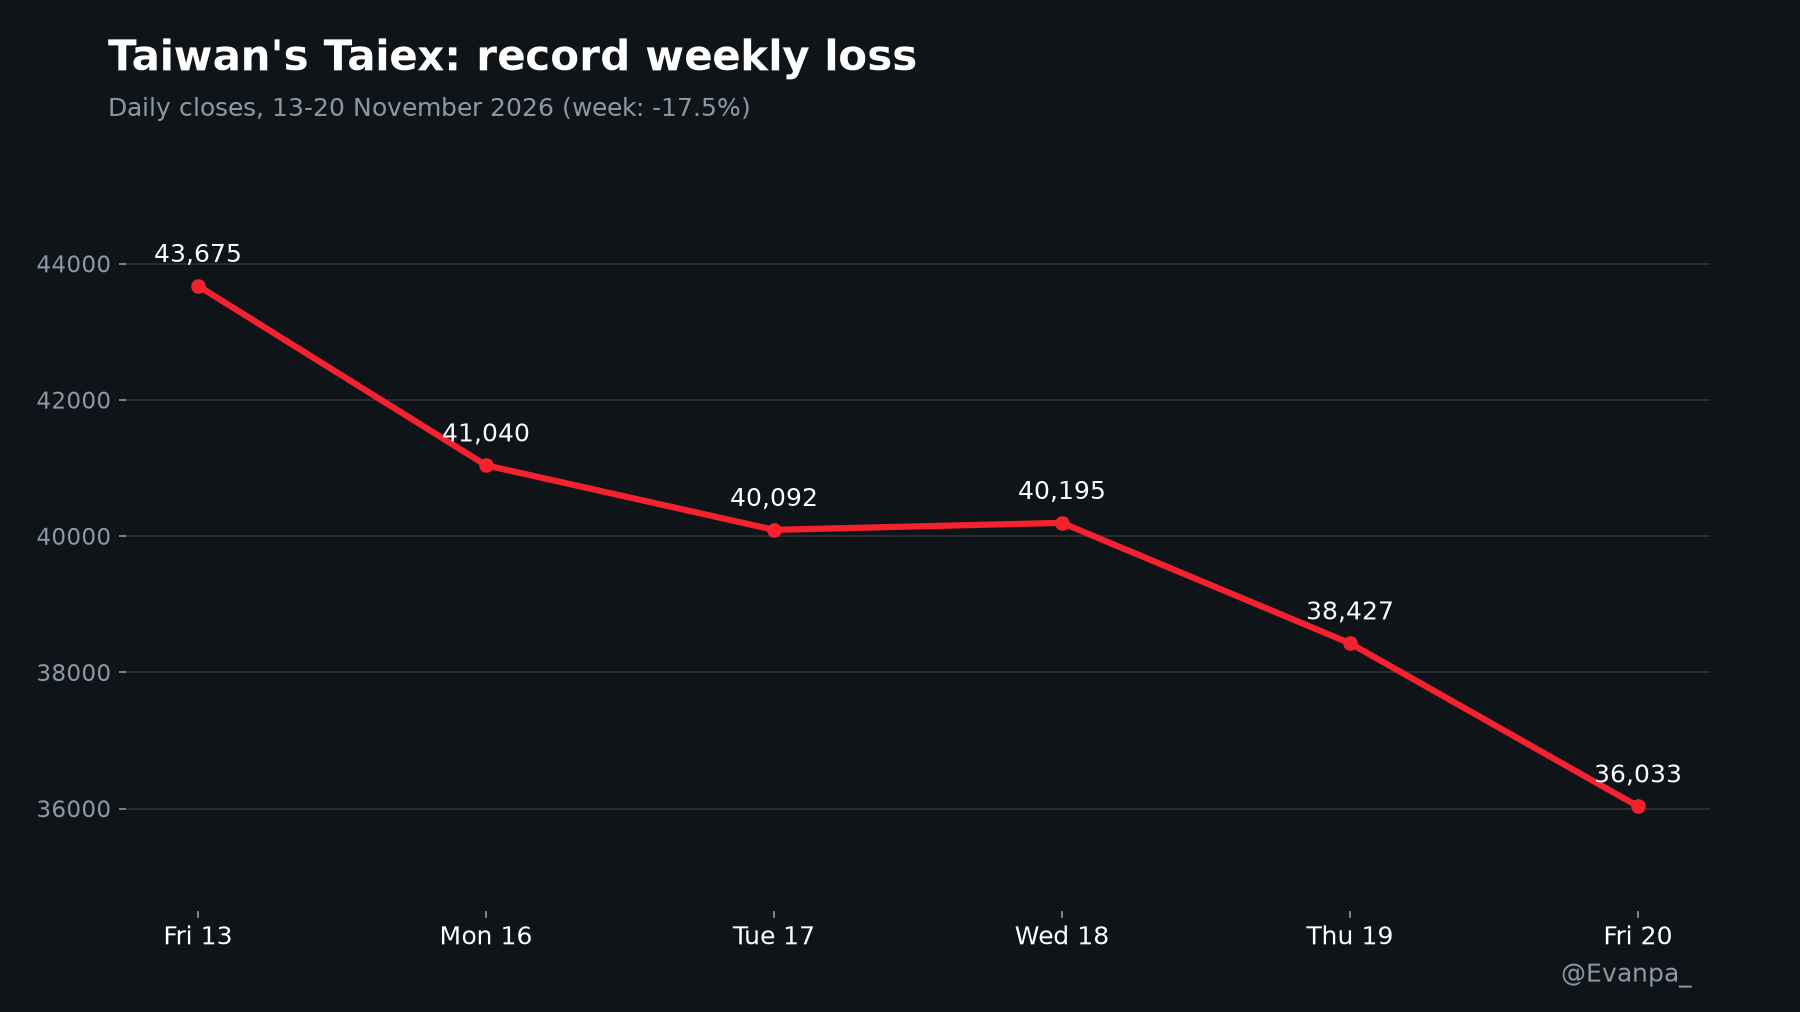 Taiwan's Taiex: record weekly loss
Daily closes, 13-20 November 2026 (week: -17.5%)
43,675
44000
42000
41,040
40,092
40,195
40000
38,427
38000
36,033
36000
Fri 13
Mon 16
Tue 17
Wed 18
Thu 19
Fri 20
@Evanpa_